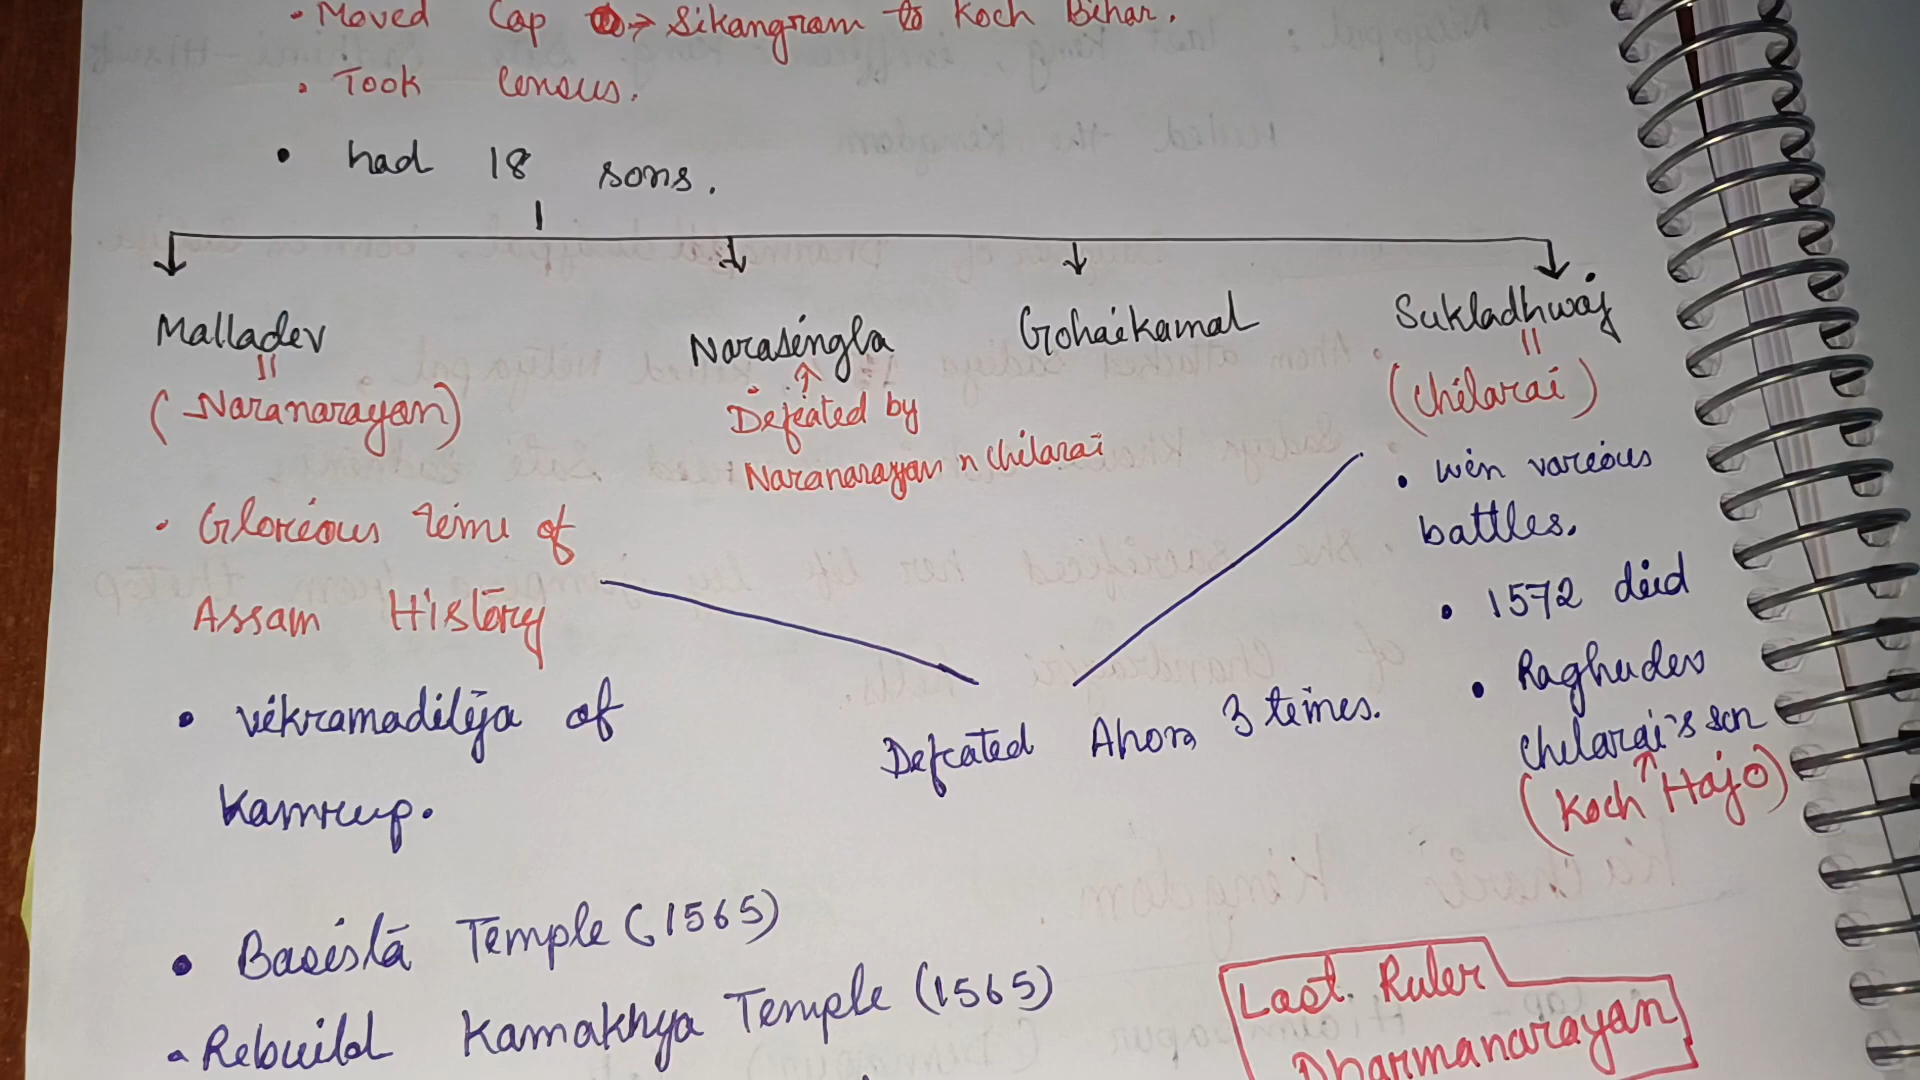 • Moved Cap → Sikangram to Koch Bihar.
• Took Census.
• had 18 sons.
Malladev
(Naranarayan)
• Glorious time of
Assam History
• vikramaditya of
Kamrup.
• Basista Temple (1565)
• Rebuild Kamakhya Temple (1565)
Narasingha
Defeated by
Naranarayan n Chilarai
Gohaikamal
Sukladhwaj
(Chilarai)
• win various
battles.
• 1572 died
• Raghudev
Chilarai's son
(Koch Hajo)
Defeated Ahom 3 times.
Last Ruler
Dharmanarayan